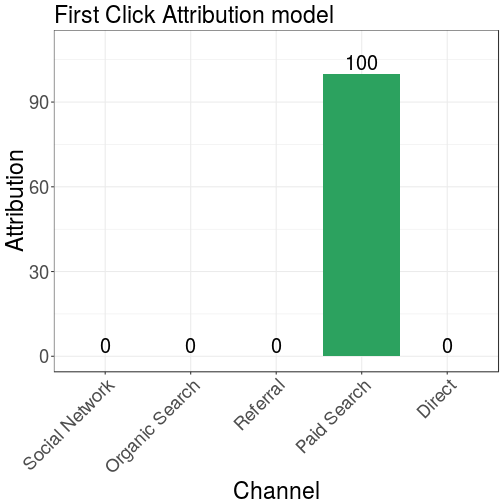 First Click Attribution model
Attribution
90
60
30
0
0
0
0
100
0
Social Network
Organic Search
Referral
Paid Search
Direct
Channel